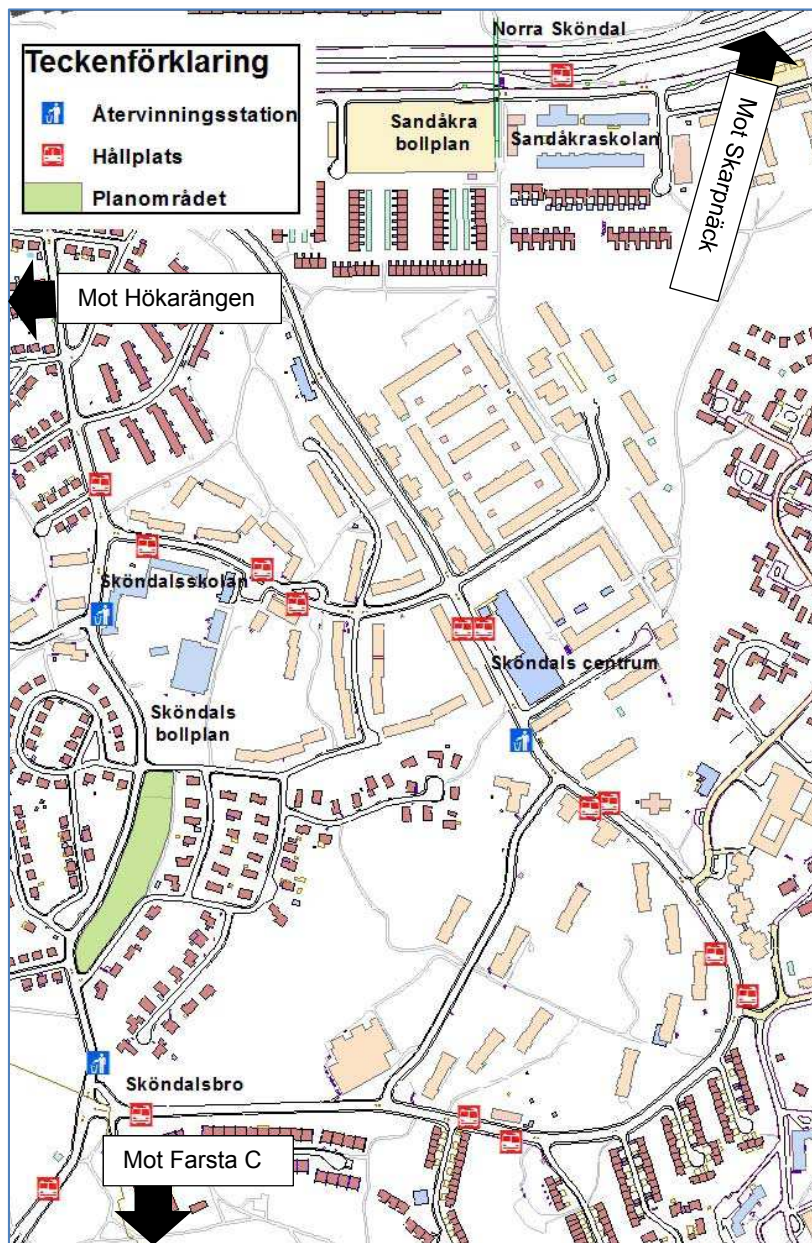 Norra Sköndal
Teckenförklaring
Återvinningsstation
Hållplats
Planområdet
Sandåkra
bollplan
Sandåkraskolan
Mot Skarpnäck
Mot Hökarängen
Sköndalsskolan
Sköndals centrum
Sköndals
bollplan
Sköndalsbro
Mot Farsta C